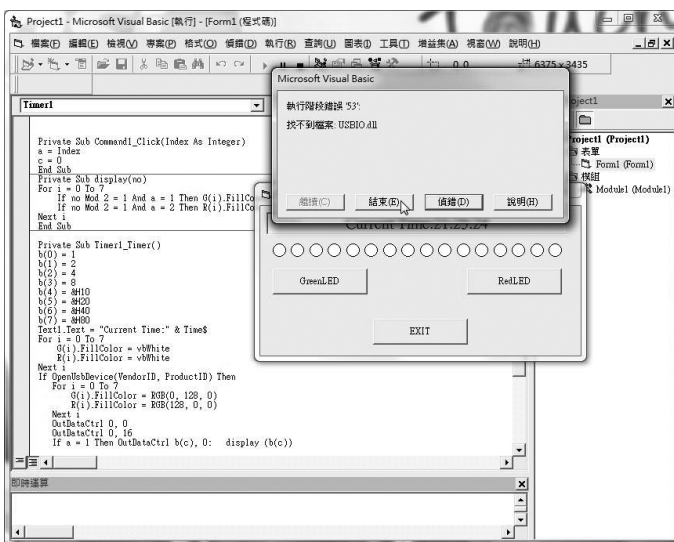 Project1 - Microsoft Visual Basic [執行] - [Form1 (程式碼)]
檔案(F) 編輯(E) 檢視(V) 專案(P) 格式(O) 偵錯(D) 執行(R) 查詢(U) 圖表(I) 工具(T) 增益集(A) 視窗(W) 說明(H)
0, 0 6375 x 3435
Microsoft Visual Basic
執行階段錯誤 '53':
找不到檔案: USBIO.dll
繼續(C) 結束(E) 偵錯(D) 說明(H)
Timer1
Private Sub Command1_Click(Index As Integer)
a = Index
c = 0
End Sub
Private Sub display(no)
For i = 0 To 7
If no Mod 2 = 1 And a = 1 Then G(i).FillCo
If no Mod 2 = 1 And a = 2 Then R(i).FillCo
Next i
End Sub
Private Sub Timer1_Timer()
b(0) = 1
b(1) = 2
b(2) = 4
b(3) = 8
b(4) = &H10
b(5) = &H20
b(6) = &H40
b(7) = &H80
Text1.Text = "Current Time:" & Time$
For i = 0 To 7
G(i).FillColor = vbWhite
R(i).FillColor = vbWhite
Next i
If OpenUsbDevice(VendorID, ProductID) Then
For i = 0 To 7
G(i).FillColor = RGB(0, 128, 0)
R(i).FillColor = RGB(128, 0, 0)
Next i
OutDataCtrl 0, 0
OutDataCtrl 0, 16
If a = 1 Then OutDataCtrl b(c), 0: display (b(c))
Current Time:21:25:24
GreenLED RedLED
EXIT
oject1
roject1 (Project1)
表單
Form1 (Form1)
模組
Module1 (Module1)
即時運算